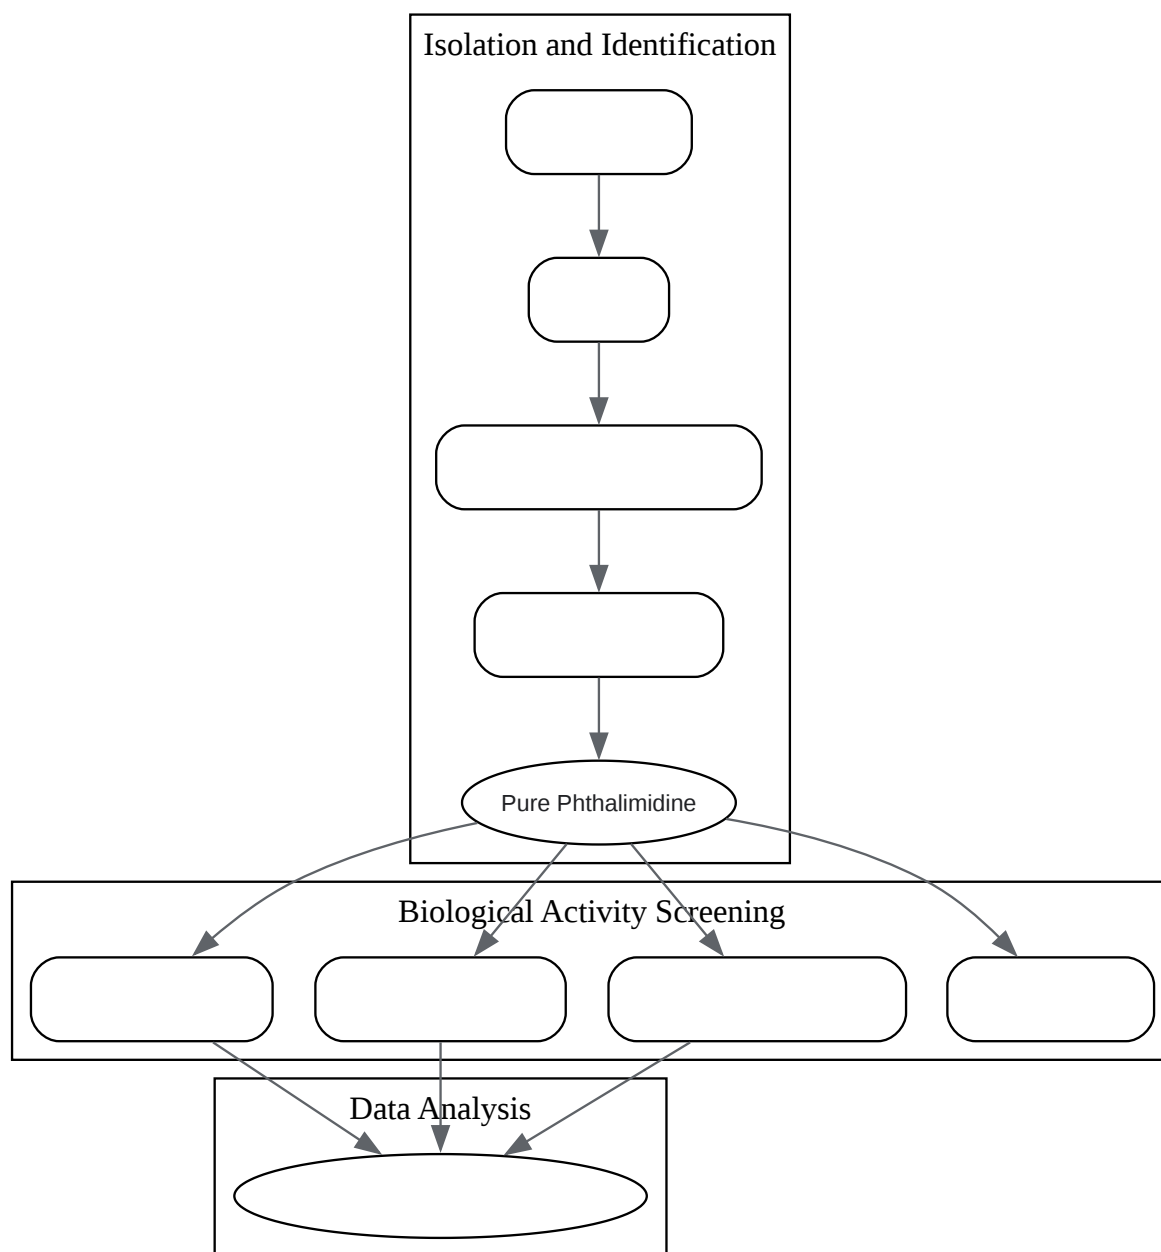 Isolation and Identification
Pure Phthalimidine
Biological Activity Screening
Data Analysis